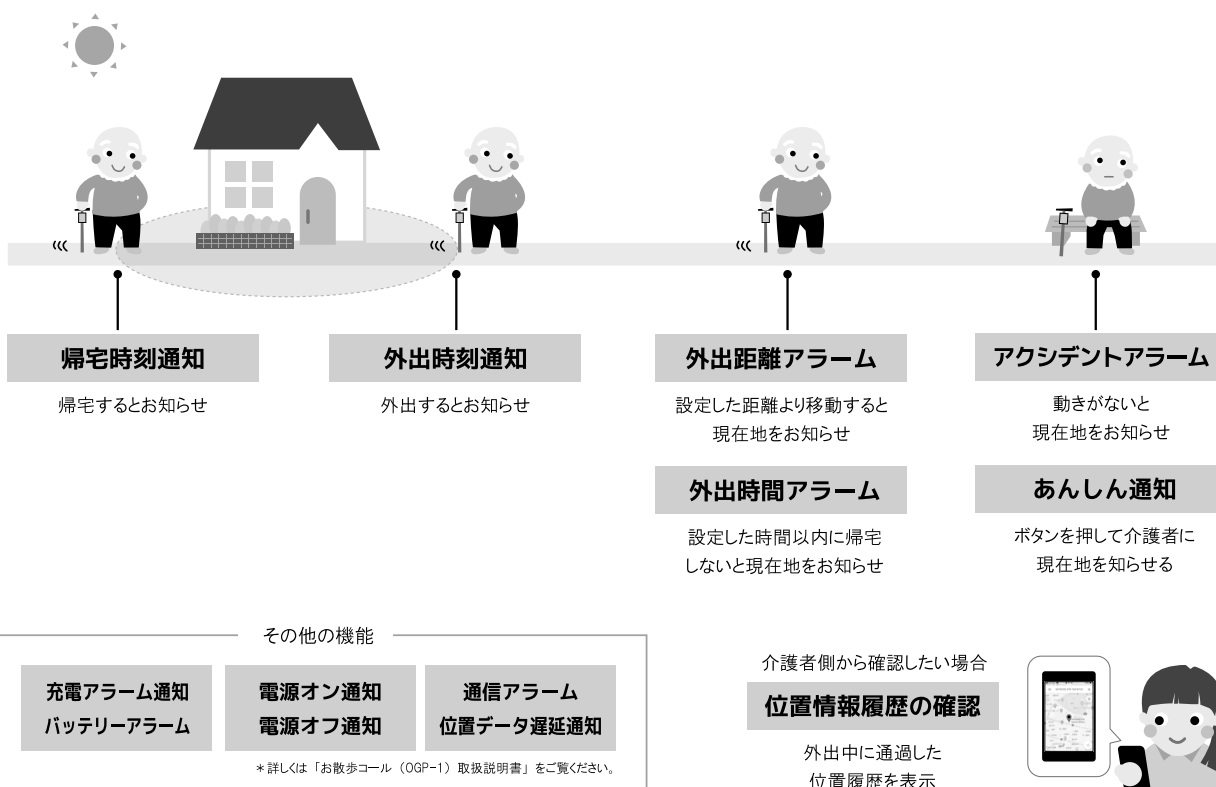 帰宅時刻通知
帰宅するとお知らせ
外出時刻通知
外出するとお知らせ
外出距離アラーム
設定した距離より移動すると
現在地をお知らせ
外出時間アラーム
設定した時間以内に帰宅
しないと現在地をお知らせ
アクシデントアラーム
動きがないと
現在地をお知らせ
あんしん通知
ボタンを押して介護者に
現在地を知らせる
その他の機能
充電アラーム通知
バッテリーアラーム
電源オン通知
電源オフ通知
通信アラーム
位置データ遅延通知
＊詳しくは「お散歩コール（OGP-1）取扱説明書」をご覧ください。
介護者側から確認したい場合
位置情報履歴の確認
外出中に通過した
位置履歴を表示